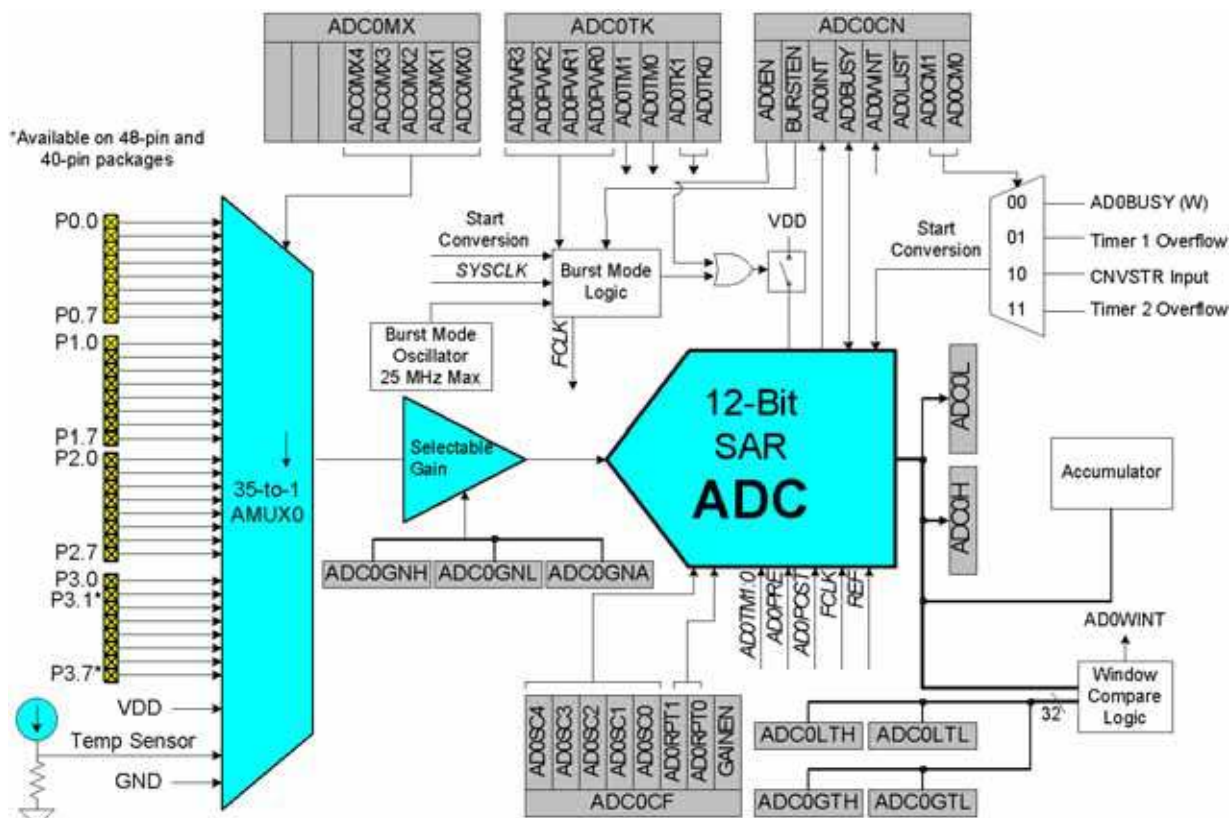 ADC0MX
ADC0MX4
ADC0MX3
ADC0MX2
ADC0MX1
ADC0MX0
ADC0TK
AD0PWR3
AD0PWR2
AD0PWR1
AD0PWR0
AD0TM1
AD0TM0
AD0TK1
AD0TK0
ADC0CN
AD0EN
BURSTEN
AD0INT
AD0BUSY
AD0WINT
AD0LJST
AD0CM1
AD0CM0
*Available on 48-pin and
40-pin packages
P0.0
P0.7
P1.0
P1.7
P2.0
P2.7
P3.0
P3.1*
P3.7*
VDD
Temp Sensor
GND
35-to-1
AMUX0
Start
Conversion
SYSCLK
Burst Mode
Logic
Burst Mode
Oscillator
25 MHz Max
FCLK
VDD
Start
Conversion
00
01
10
11
AD0BUSY (W)
Timer 1 Overflow
CNVSTR Input
Timer 2 Overflow
Selectable
Gain
ADC0GNH
ADC0GNL
ADC0GNA
12-Bit
SAR
ADC
ADC0L
ADC0H
Accumulator
AD0TM1:0
AD0PRE
AD0POST
FCLK
REF
AD0WINT
Window
Compare
Logic
32
AD0SC4
AD0SC3
AD0SC2
AD0SC1
AD0SC0
AD0RPT1
AD0RPT0
GAINEN
ADC0CF
ADC0LTH
ADC0LTL
ADC0GTH
ADC0GTL